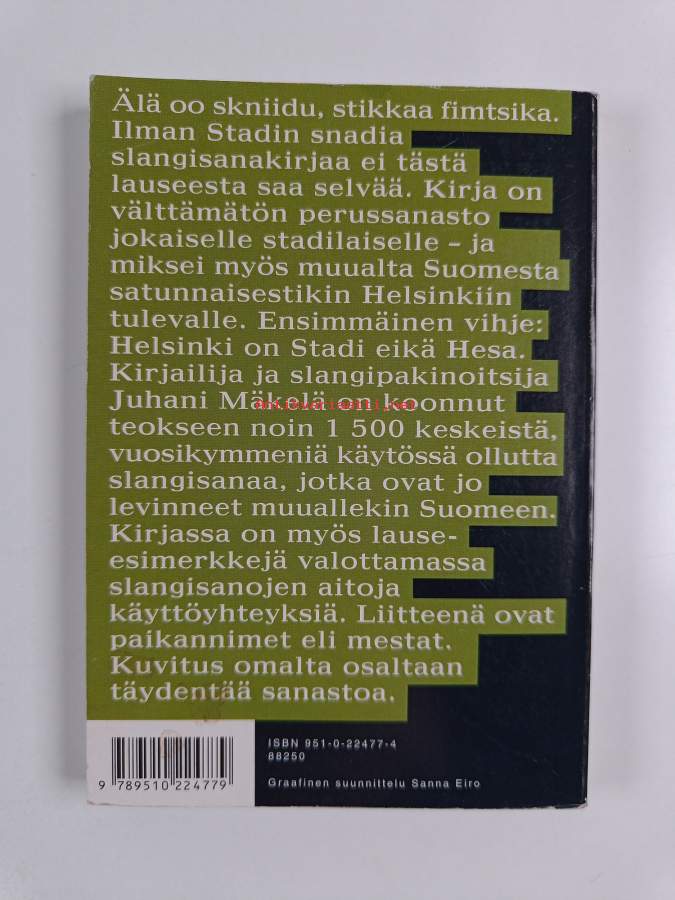 Älä oo skniidu, stikkaa fimtsika.
Ilman Stadin snadia
slangisanakirjaa ei tästä
lauseesta saa selvää. Kirja on
välttämätön perussanasto
jokaiselle stadilaiselle – ja
miksei myös muualta Suomesta
satunnaisestikin Helsinkiin
tulevalle. Ensimmäinen vihje:
Helsinki on Stadi eikä Hesa.
Kirjailija ja slangipakinoitsija
Juhani Mäkelä on koonnut
teokseen noin 1 500 keskeistä,
vuosikymmeniä käytössä ollutta
slangisanaa, jotka ovat jo
levinneet muuallekin Suomeen.
Kirjassa on myös lause-
esimerkkejä valottamassa
slangisanojen aitoja
käyttöyhteyksiä. Liitteenä ovat
paikannimet eli mestat.
Kuvitus omalta osaltaan
täydentää sanastoa.
ISBN 951-0-22477-4
88250
Graafinen suunnittelu Sanna Eiro
9 789510 224779